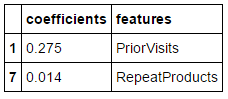 coefficients features
1 0.275 PriorVisits
7 0.014 RepeatProducts